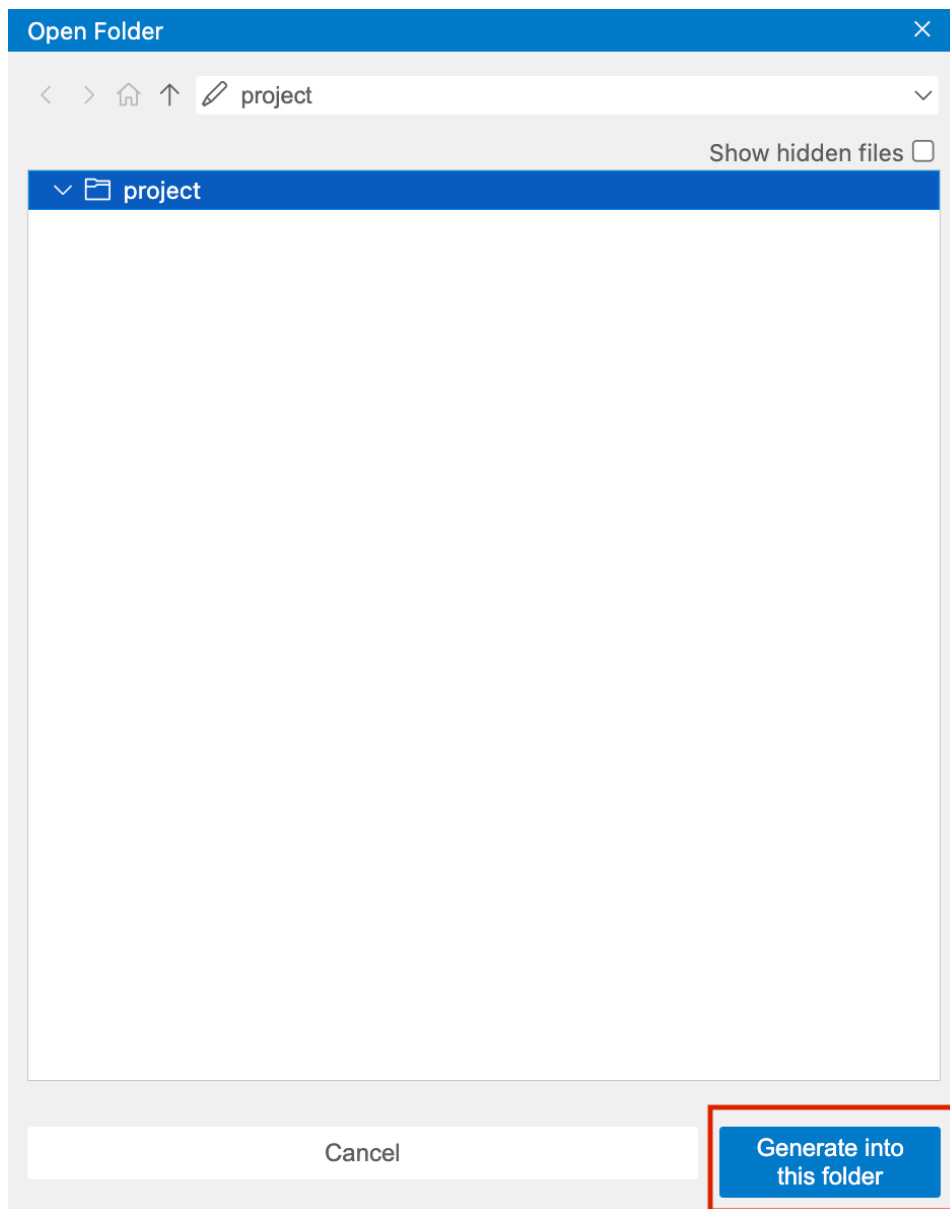 Open Folder
project
Show hidden files
project
Cancel
Generate into
this folder